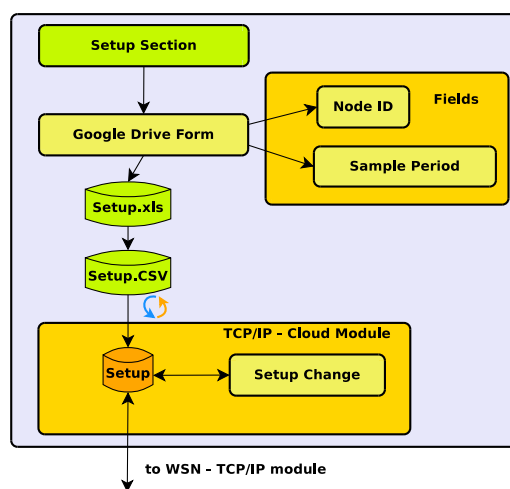 Setup Section
Fields
Node ID
Google Drive Form
Sample Period
Setup.xls
Setup.CSV
TCP/IP - Cloud Module
Setup
Setup Change
to WSN - TCP/IP module